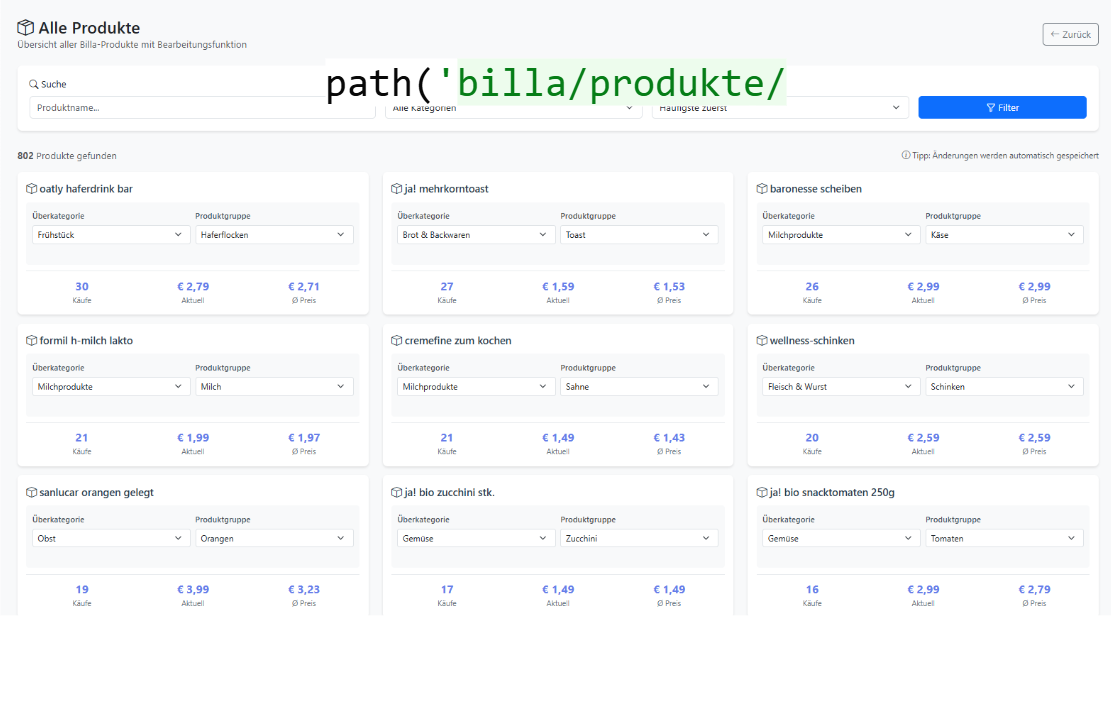 Alle Produkte
Übersicht aller Billa-Produkte mit Bearbeitungsfunktion
← Zurück
path('billa/produkte/
Suche
Produktname...
Alle Kategorien
Häufigste zuerst
Filter
802 Produkte gefunden
Tipp: Änderungen werden automatisch gespeichert
oatly haferdrink bar
Überkategorie Produktgruppe
Frühstück Haferflocken
30 € 2,79 € 2,71
Käufe Aktuell Ø Preis
ja! mehrkorntoast
Überkategorie Produktgruppe
Brot & Backwaren Toast
27 € 1,59 € 1,53
Käufe Aktuell Ø Preis
baronesse scheiben
Überkategorie Produktgruppe
Milchprodukte Käse
26 € 2,99 € 2,99
Käufe Aktuell Ø Preis
formil h-milch lakto
Überkategorie Produktgruppe
Milchprodukte Milch
21 € 1,99 € 1,97
Käufe Aktuell Ø Preis
cremefine zum kochen
Überkategorie Produktgruppe
Milchprodukte Sahne
21 € 1,49 € 1,43
Käufe Aktuell Ø Preis
wellness-schinken
Überkategorie Produktgruppe
Fleisch & Wurst Schinken
20 € 2,59 € 2,59
Käufe Aktuell Ø Preis
sanlucar orangen gelegt
Überkategorie Produktgruppe
Obst Orangen
19 € 3,99 € 3,23
Käufe Aktuell Ø Preis
ja! bio zucchini stk.
Überkategorie Produktgruppe
Gemüse Zucchini
17 € 1,49 € 1,49
Käufe Aktuell Ø Preis
ja! bio snacktomaten 250g
Überkategorie Produktgruppe
Gemüse Tomaten
16 € 2,99 € 2,79
Käufe Aktuell Ø Preis